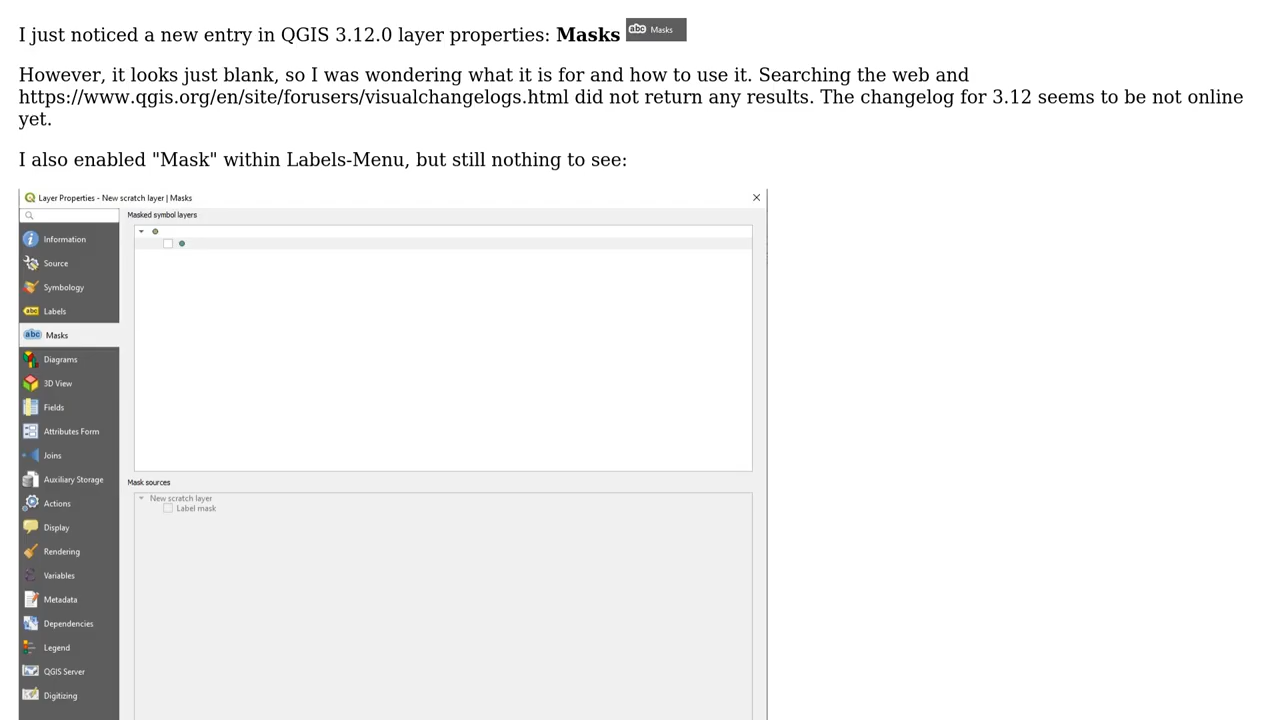 I just noticed a new entry in QGIS 3.12.0 layer properties: Masks abc Masks
However, it looks just blank, so I was wondering what it is for and how to use it. Searching the web and
https://www.qgis.org/en/site/forusers/visualchangelogs.html did not return any results. The changelog for 3.12 seems to be not online
yet.
I also enabled "Mask" within Labels-Menu, but still nothing to see:
Layer Properties - New scratch layer | Masks
Masked symbol layers
Information
Source
Symbology
abc Labels
abc Masks
Diagrams
3D View
Fields
Attributes Form
Joins
Auxiliary Storage
Actions
Display
Rendering
Variables
Metadata
Dependencies
Legend
QGIS Server
Digitizing
Mask sources
New scratch layer
Label mask